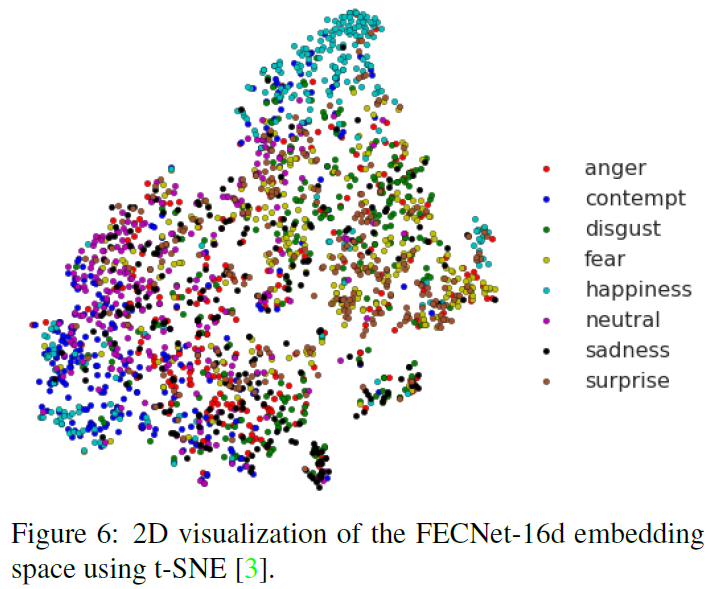 anger
contempt
disgust
fear
happiness
neutral
sadness
surprise
Figure 6: 2D visualization of the FECNet-16d embedding
space using t-SNE [3].